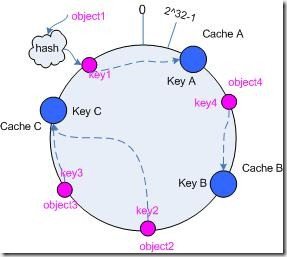 object1
0
2^32-1
hash
Cache A
key1
Key A
object4
key4
Key C
Cache C
Cache B
key3
Key B
object3
key2
object2